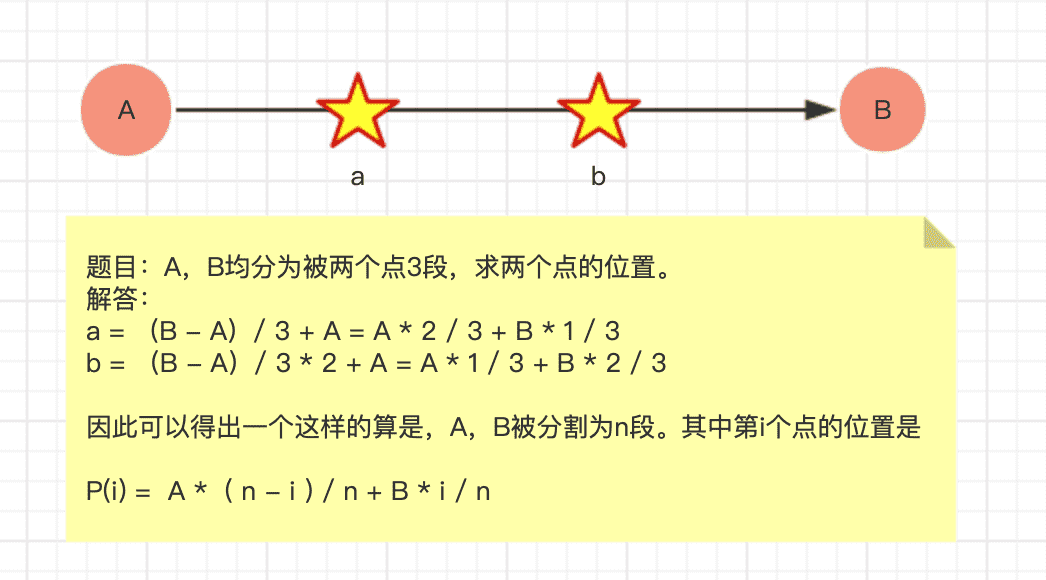 A
B
a
b
题目：A，B均分为被两个点3段，求两个点的位置。
解答：
a = （B – A）/ 3 + A = A * 2 / 3 + B * 1 / 3
b = （B – A）/ 3 * 2 + A = A * 1 / 3 + B * 2 / 3
因此可以得出一个这样的算是，A，B被分割为n段。其中第i个点的位置是
P(i) = A * ( n – i ) / n + B * i / n